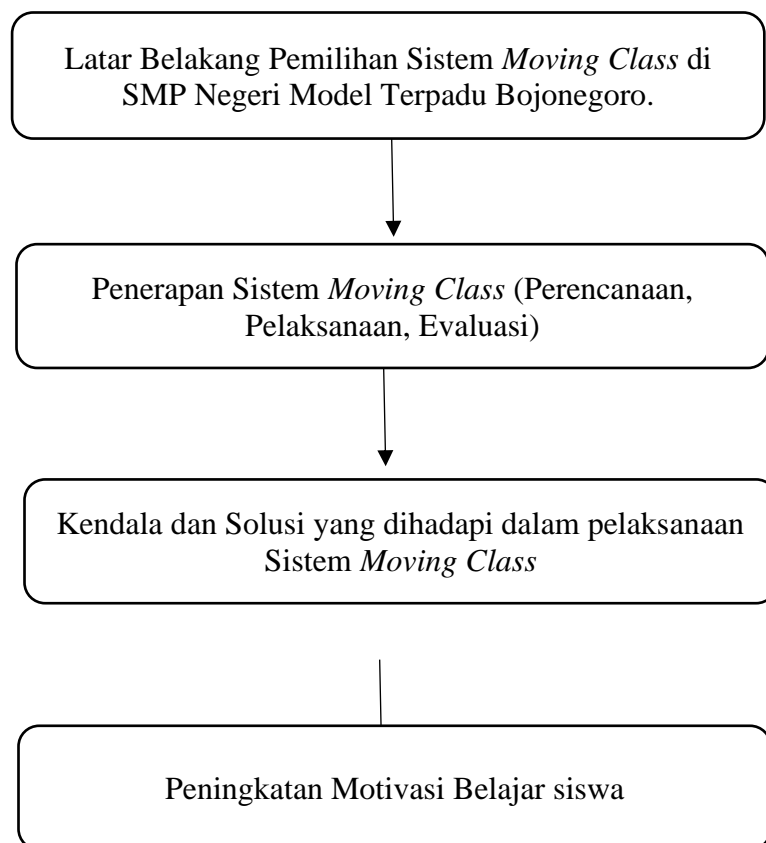 Latar Belakang Pemilihan Sistem Moving Class di
SMP Negeri Model Terpadu Bojonegoro.
Penerapan Sistem Moving Class (Perencanaan,
Pelaksanaan, Evaluasi)
Kendala dan Solusi yang dihadapi dalam pelaksanaan
Sistem Moving Class
Peningkatan Motivasi Belajar siswa